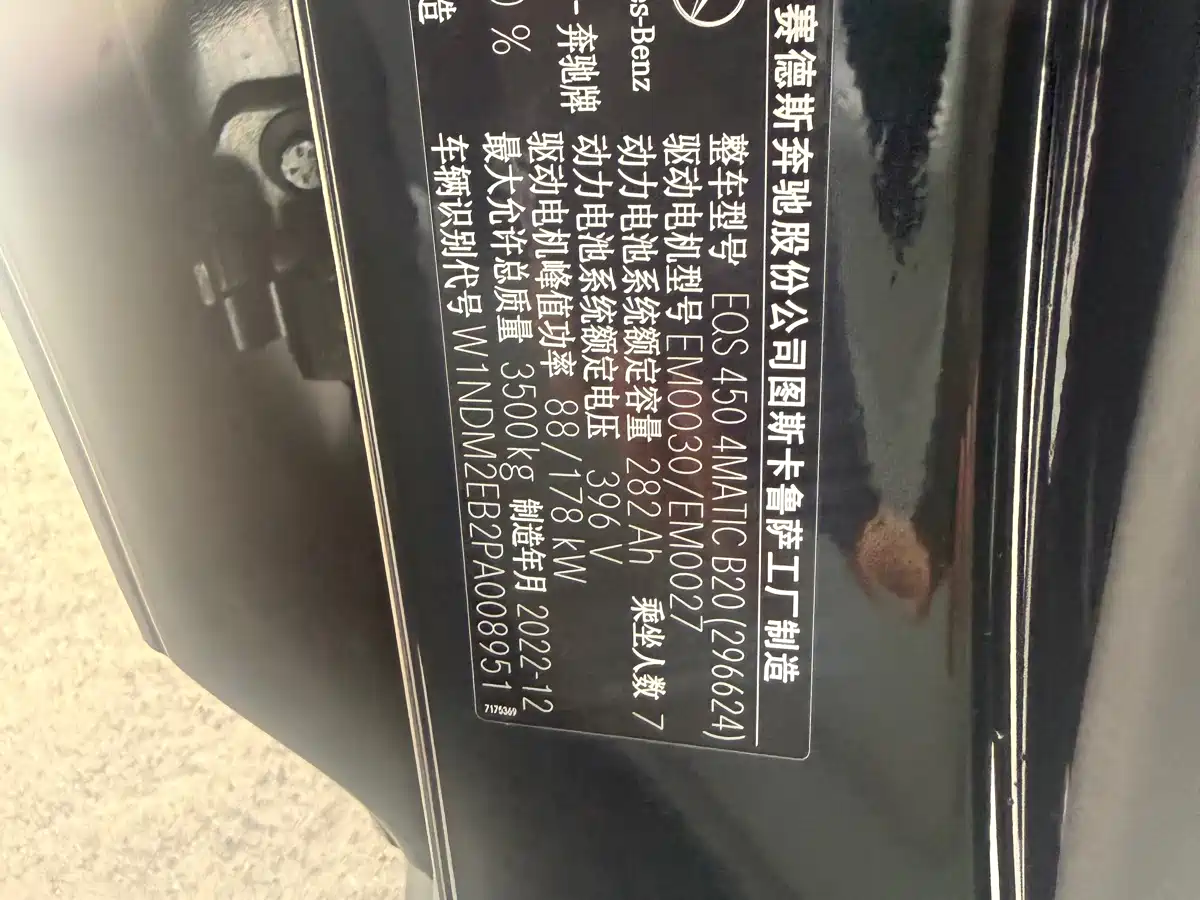 赛德斯奔驰股份公司图斯卡鲁萨工厂制造
es-Benz
整车型号 EQS 450 4MATIC B20(296624)
驱动电机型号 EM0030/EM0027
动力电池系统额定容量 282 Ah 乘坐人数 7
-奔驰牌 动力电池系统额定电压 396 V
驱动电机峰值功率 88/178 kW
) % 最大允许总质量 3500kg 制造年月 2022-12
造 车辆识别代号 W1NDM2EB2PA008951
7175369